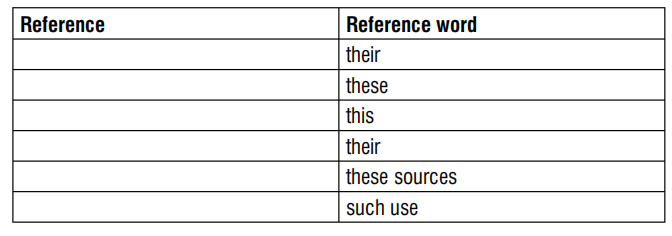 Reference Reference word
their
these
this
their
these sources
such use